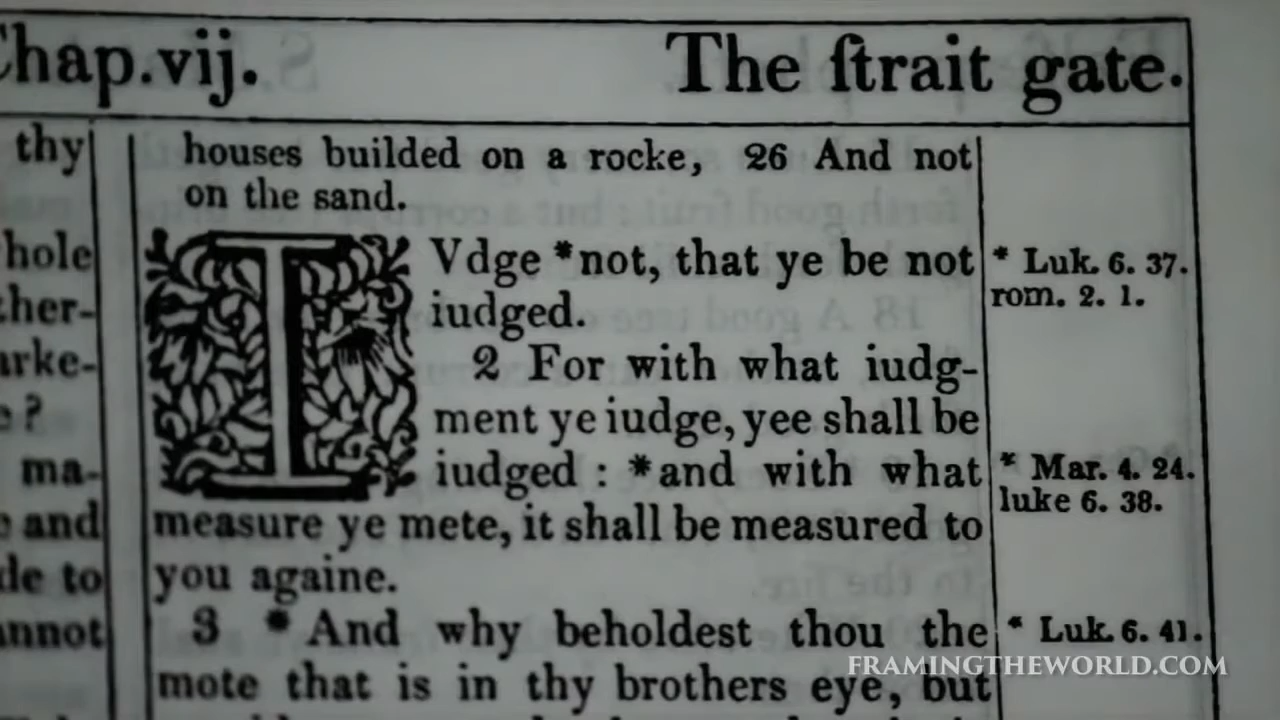 Chap.vij. The ſtrait gate.
thy
hole
her-
arke-
?
ma-
and
de to
annot
houses builded on a rocke, 26 And not
on the sand.
IVdge *not, that ye be not
iudged.
2 For with what iudg-
ment ye iudge, yee shall be
iudged : *and with what
measure ye mete, it shall be measured to
you againe.
3 * And why beholdest thou the
mote that is in thy brothers eye, but
* Luk. 6. 37.
rom. 2. 1.
* Mar. 4. 24.
luke 6. 38.
* Luk. 6. 41.
FRAMINGTHEWORLD.COM